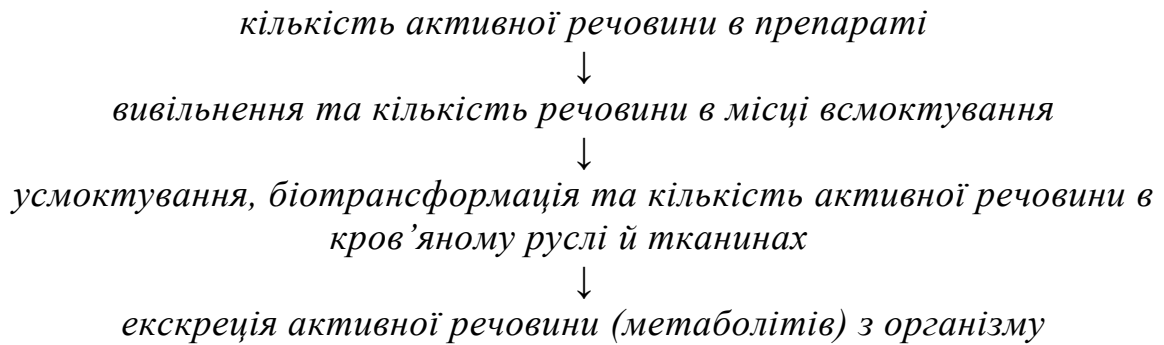 кількість активної речовини в препараті
↓
вивільнення та кількість речовини в місці всмоктування
↓
усмоктування, біотрансформація та кількість активної речовини в
кров’яному руслі й тканинах
↓
екскреція активної речовини (метаболітів) з організму